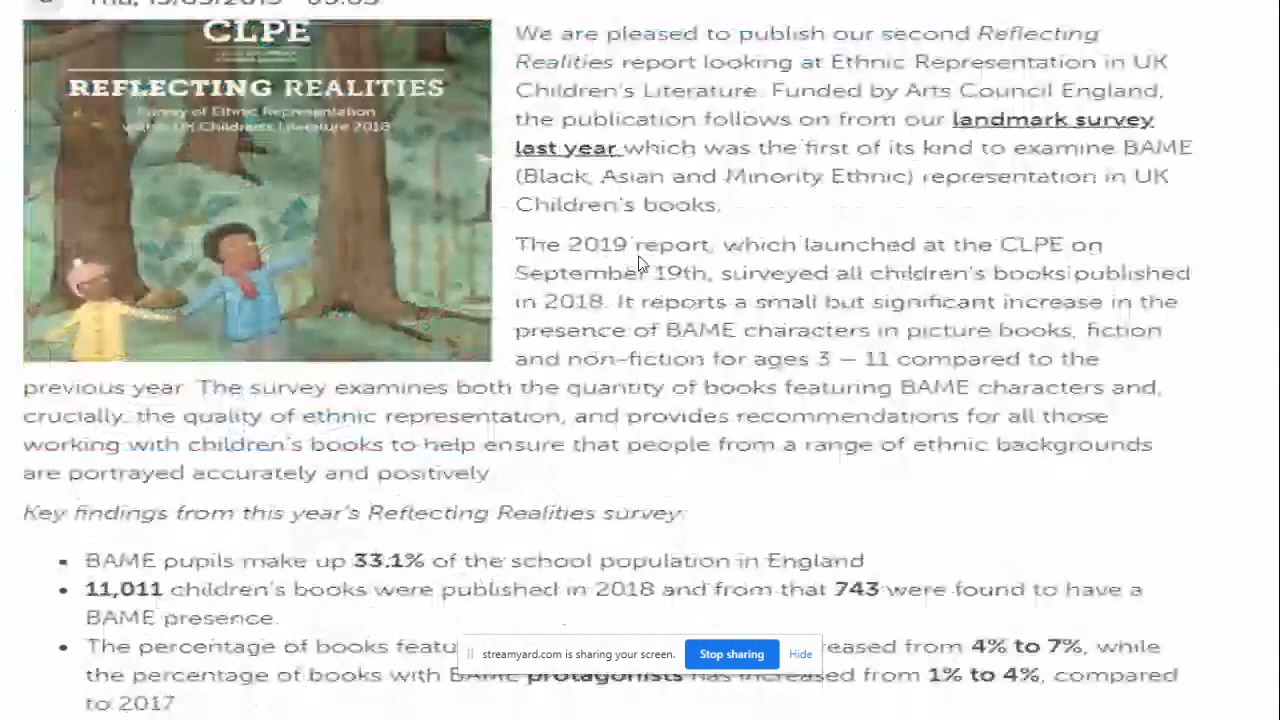 CLPE
REFLECTING REALITIES
Survey of Ethnic Representation
within UK Children's Literature 2018
We are pleased to publish our second Reflecting
Realities report looking at Ethnic Representation in UK
Children's Literature. Funded by Arts Council England,
the publication follows on from our landmark survey
last year which was the first of its kind to examine BAME
(Black, Asian and Minority Ethnic) representation in UK
Children's books.
The 2019 report, which launched at the CLPE on
September 19th, surveyed all children's books published
in 2018. It reports a small but significant increase in the
presence of BAME characters in picture books, fiction
and non-fiction for ages 3 – 11 compared to the
previous year. The survey examines both the quantity of books featuring BAME characters and,
crucially, the quality of ethnic representation, and provides recommendations for all those
working with children's books to help ensure that people from a range of ethnic backgrounds
are portrayed accurately and positively.
Key findings from this year's Reflecting Realities survey:
BAME pupils make up 33.1% of the school population in England
11,011 children's books were published in 2018 and from that 743 were found to have a
BAME presence.
The percentage of books featu eased from 4% to 7%, while
streamyard.com is sharing your screen. Stop sharing Hide
the percentage of books with BAME protagonists has increased from 1% to 4%, compared
to 2017